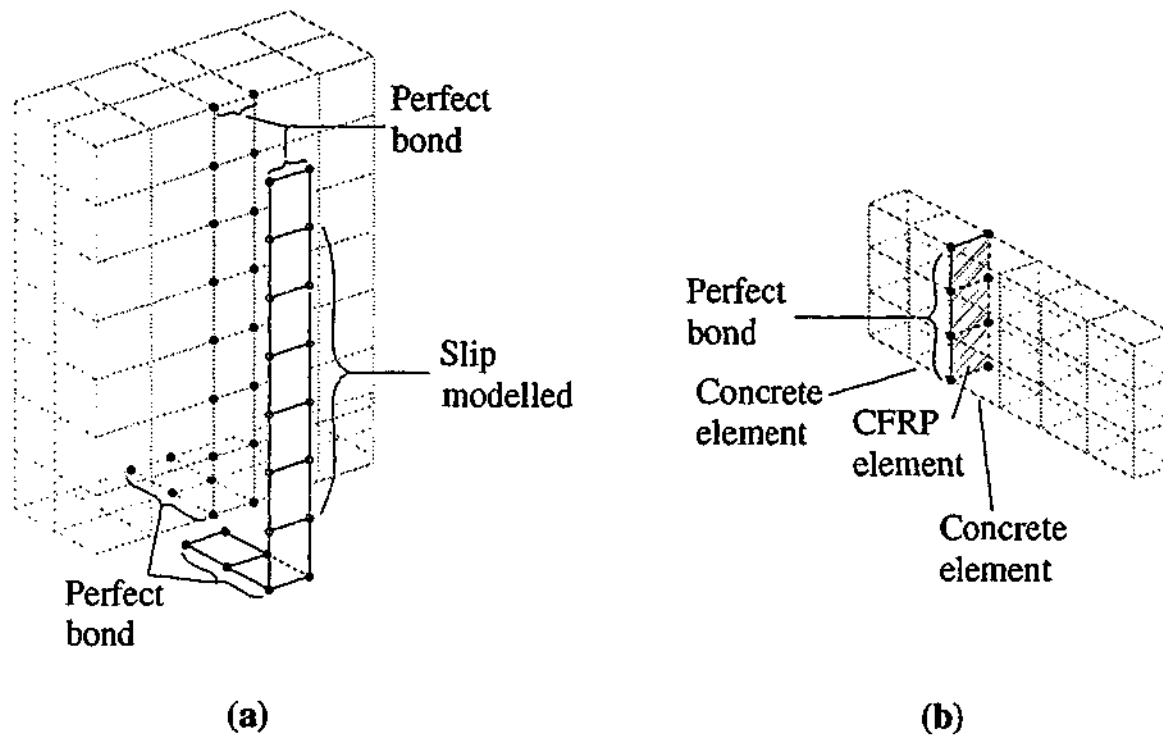 Perfect
bond
Slip
modelled
Perfect
bond
(a)
Perfect
bond
Concrete
element
CFRP
element
Concrete
element
(b)